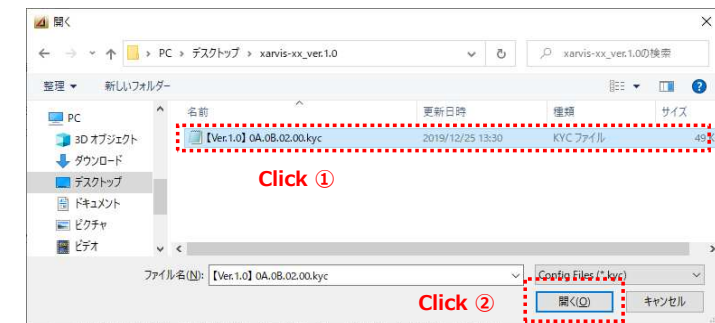 開く
PC › デスクトップ › xarvis-xx_ver.1.0
xarvis-xx_ver.1.0の検索
整理 新しいフォルダー
名前 更新日時 種類 サイズ
PC
3D オブジェクト
ダウンロード
デスクトップ
ドキュメント
ピクチャ
ビデオ
【Ver.1.0】0A.0B.02.00.kyc 2019/12/25 13:30 KYC ファイル 49
Click ①
ファイル名(N): 【Ver.1.0】0A.0B.02.00.kyc Config Files (*.kyc)
Click ② 開く(O) キャンセル